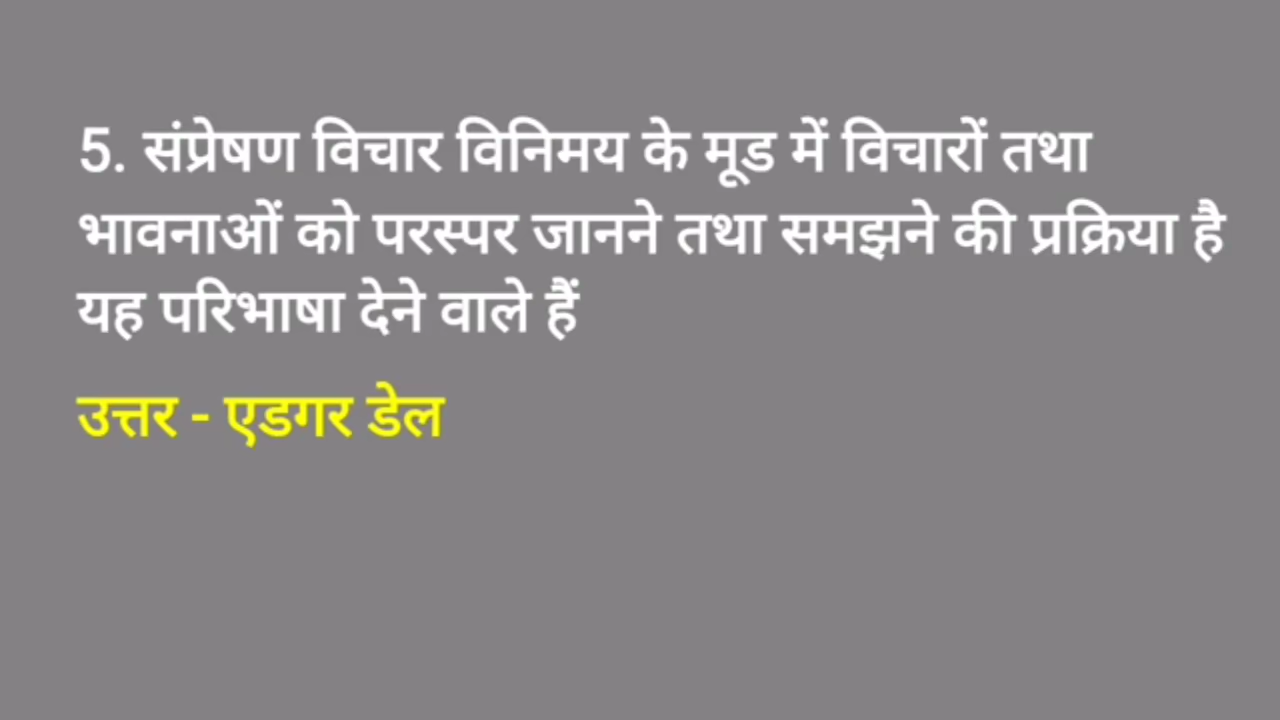 5. संप्रेषण विचार विनिमय के मूड में विचारों तथा
भावनाओं को परस्पर जानने तथा समझने की प्रक्रिया है
यह परिभाषा देने वाले हैं
उत्तर - एडगर डेल